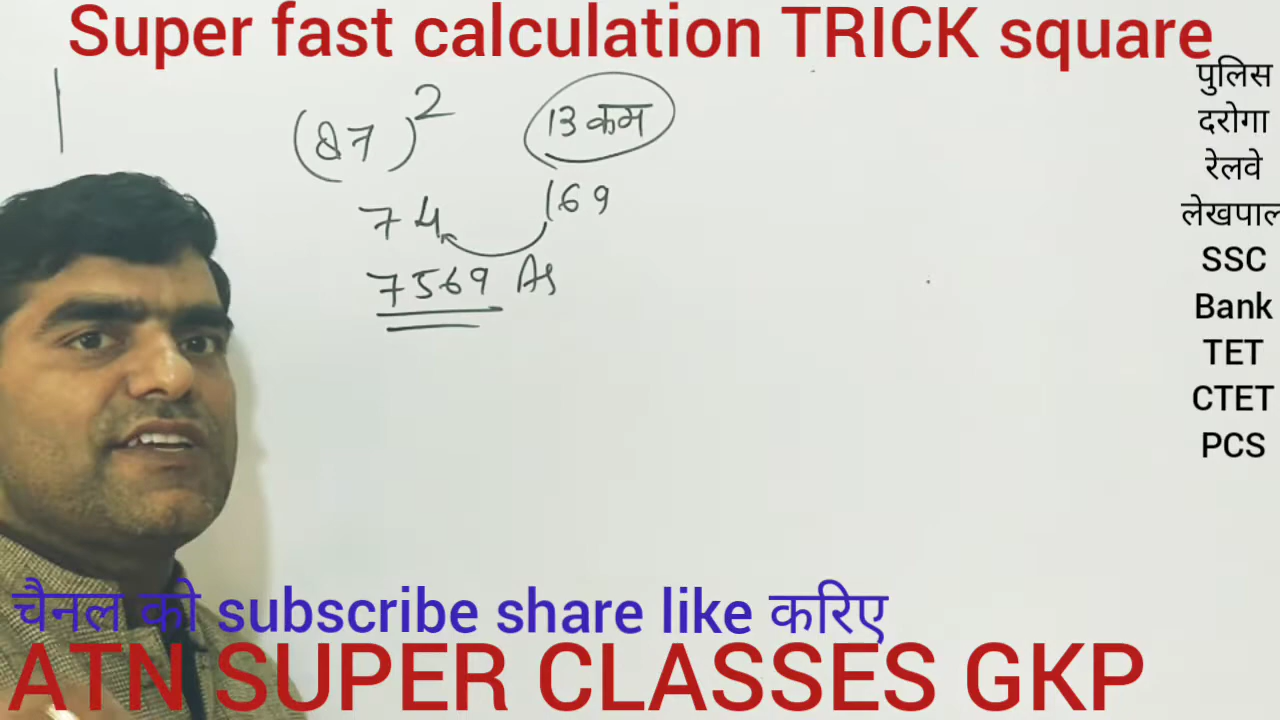 Super fast calculation TRICK square
(87)² 13 कम
74 169
7569 As
पुलिस
दरोगा
रेलवे
लेखपाल
SSC
Bank
TET
CTET
PCS
चैनल को subscribe share like करिए
ATN SUPER CLASSES GKP